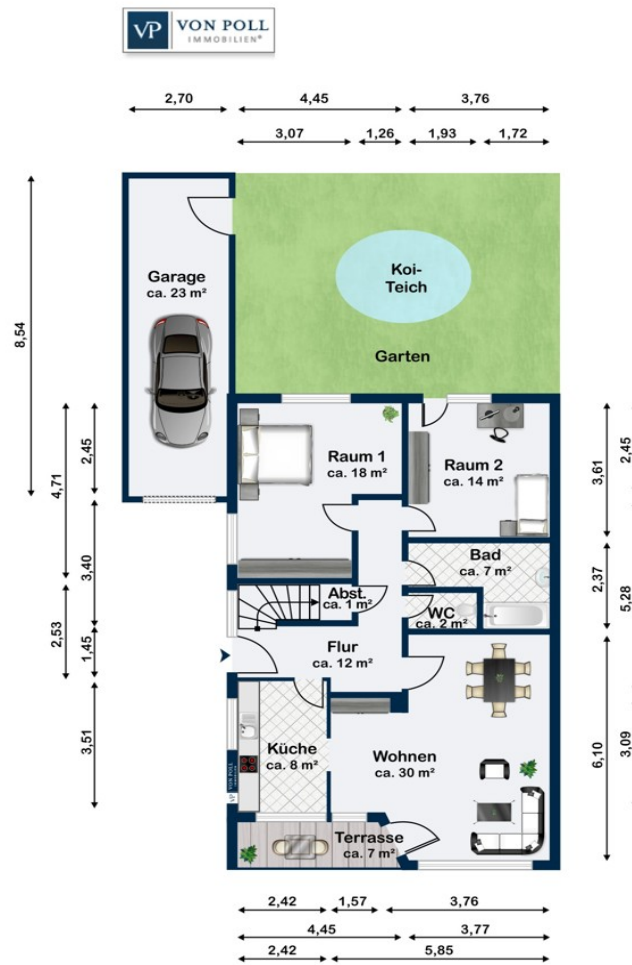 VP VON POLL
IMMOBILIEN®
2,70 4,45 3,76
3,07 1,26 1,93 1,72
8,54
Garage
ca. 23 m²
Koi-
Teich
Garten
4,71
2,45
3,40
2,53
1,45
3,51
Raum 1
ca. 18 m²
Raum 2
ca. 14 m²
3,61
2,45
Bad
ca. 7 m²
2,37
5,28
Abst.
ca. 1 m²
WC
ca. 2 m²
Flur
ca. 12 m²
Küche
ca. 8 m²
Wohnen
ca. 30 m²
6,10
3,09
VP VON POLL
IMMOBILIEN
Terrasse
ca. 7 m²
2,42 1,57 3,76
4,45 3,77
2,42 5,85